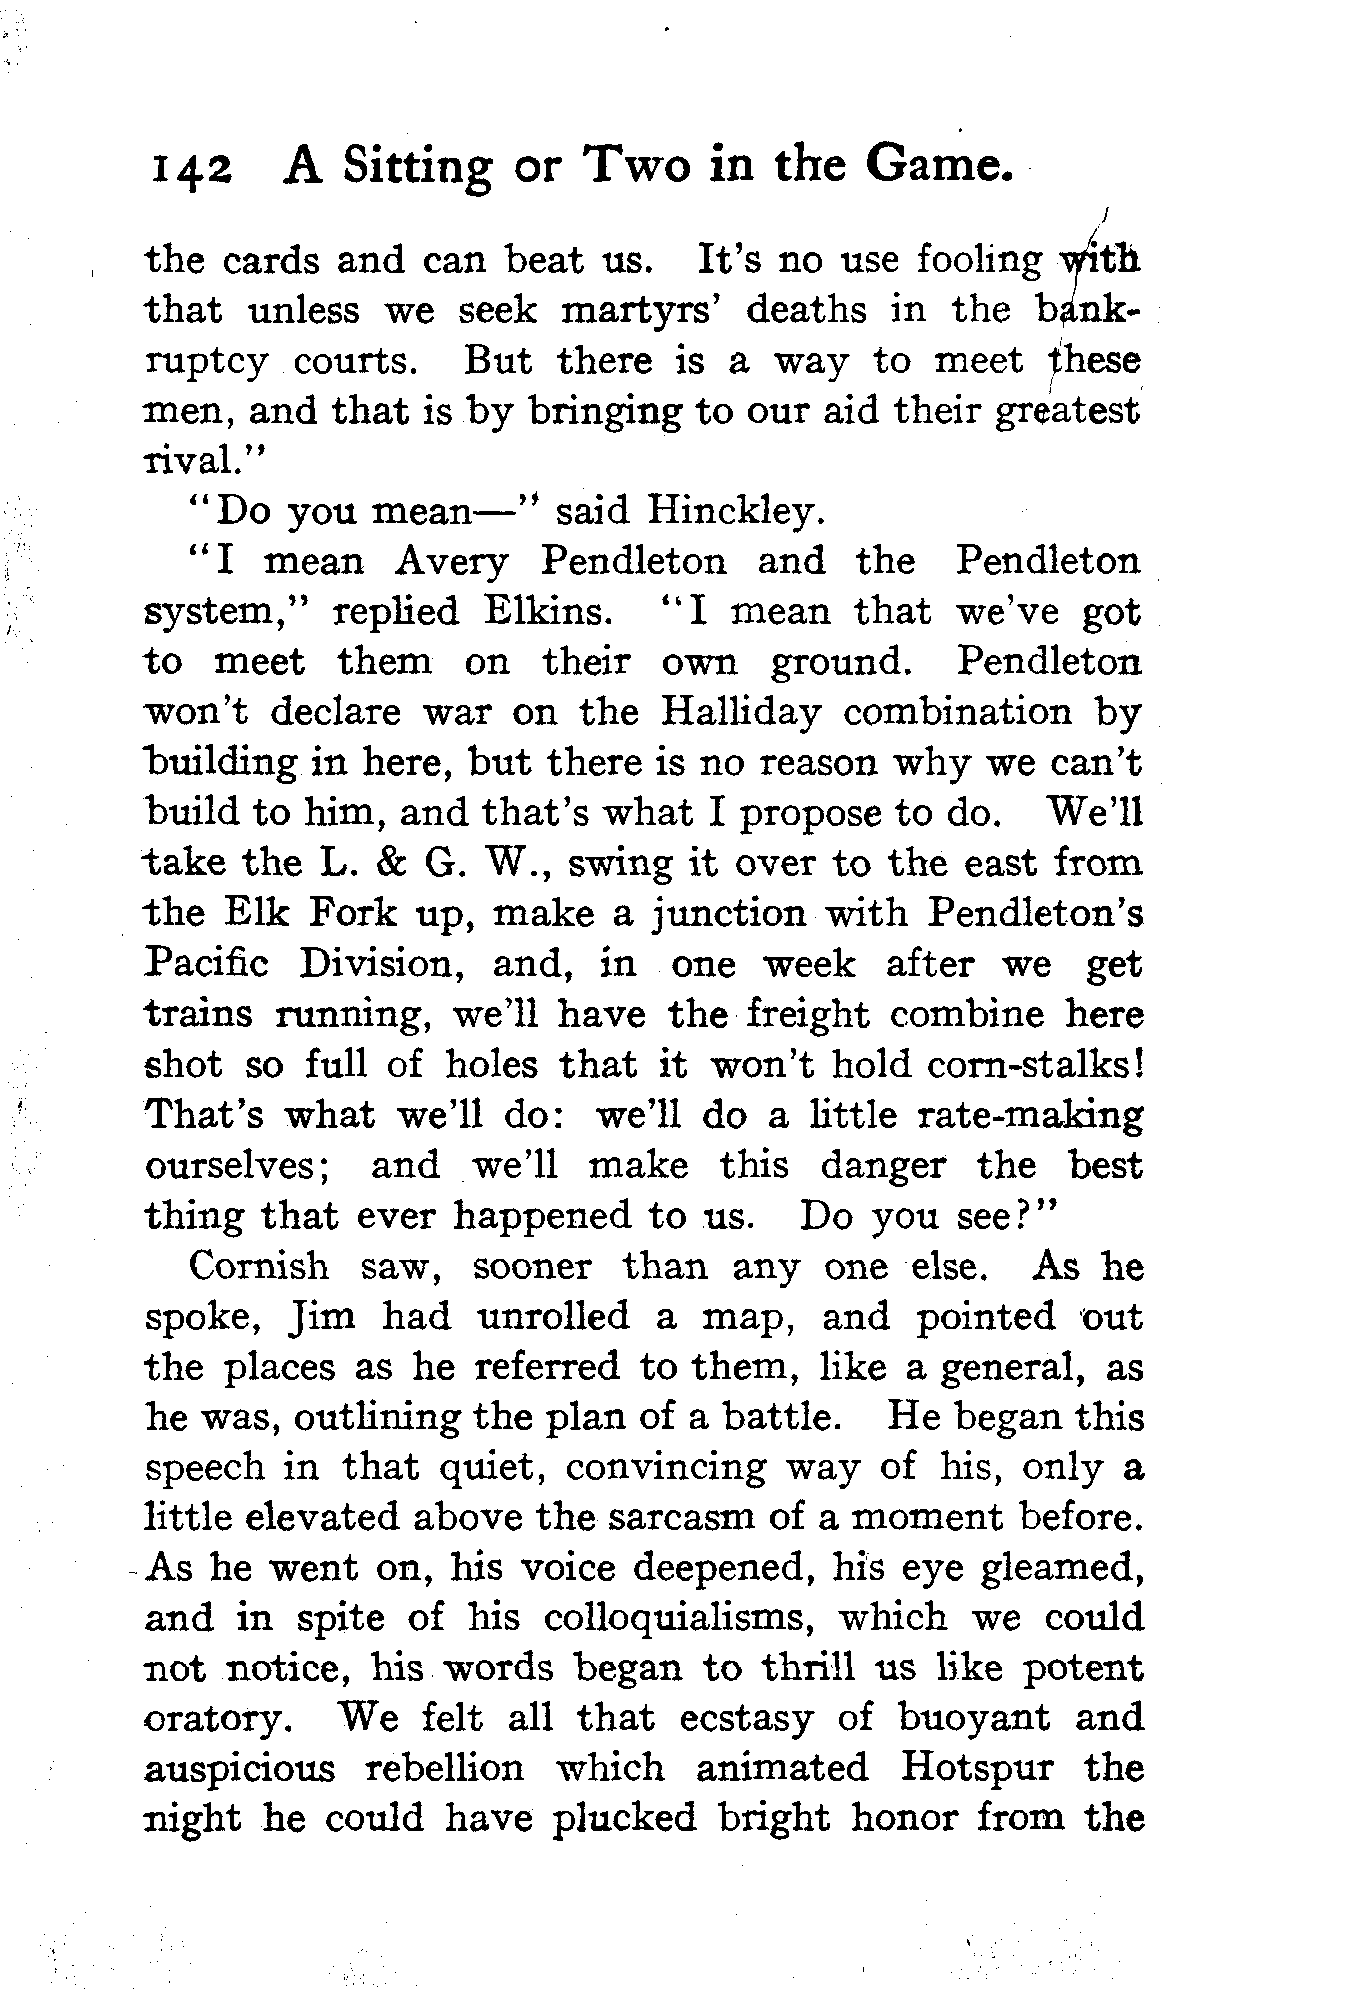 142 A Sitting or Two in the Game.
the cards and can beat us. It's no use fooling with
that unless we seek martyrs' deaths in the bank-
ruptcy courts. But there is a way to meet these
men, and that is by bringing to our aid their greatest
rival."
"Do you mean—" said Hinckley.
"I mean Avery Pendleton and the Pendleton
system," replied Elkins. "I mean that we've got
to meet them on their own ground. Pendleton
won't declare war on the Halliday combination by
building in here, but there is no reason why we can't
build to him, and that's what I propose to do. We'll
take the L. & G. W., swing it over to the east from
the Elk Fork up, make a junction with Pendleton's
Pacific Division, and, in one week after we get
trains running, we'll have the freight combine here
shot so full of holes that it won't hold corn-stalks!
That's what we'll do: we'll do a little rate-making
ourselves; and we'll make this danger the best
thing that ever happened to us. Do you see?"
Cornish saw, sooner than any one else. As he
spoke, Jim had unrolled a map, and pointed out
the places as he referred to them, like a general, as
he was, outlining the plan of a battle. He began this
speech in that quiet, convincing way of his, only a
little elevated above the sarcasm of a moment before.
As he went on, his voice deepened, his eye gleamed,
and in spite of his colloquialisms, which we could
not notice, his words began to thrill us like potent
oratory. We felt all that ecstasy of buoyant and
auspicious rebellion which animated Hotspur the
night he could have plucked bright honor from the